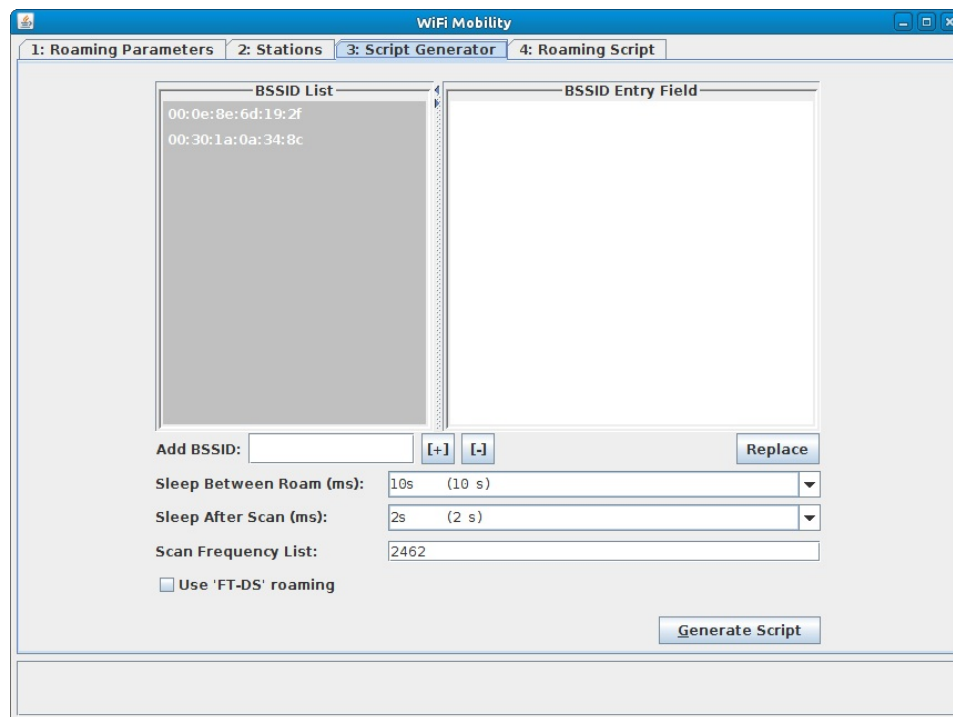 WiFi Mobility
1: Roaming Parameters 2: Stations 3: Script Generator 4: Roaming Script
BSSID List BSSID Entry Field
00:0e:8e:6d:19:2f
00:30:1a:0a:34:8c
Add BSSID: [+] [-] Replace
Sleep Between Roam (ms): 10s (10 s)
Sleep After Scan (ms): 2s (2 s)
Scan Frequency List: 2462
Use 'FT-DS' roaming
Generate Script